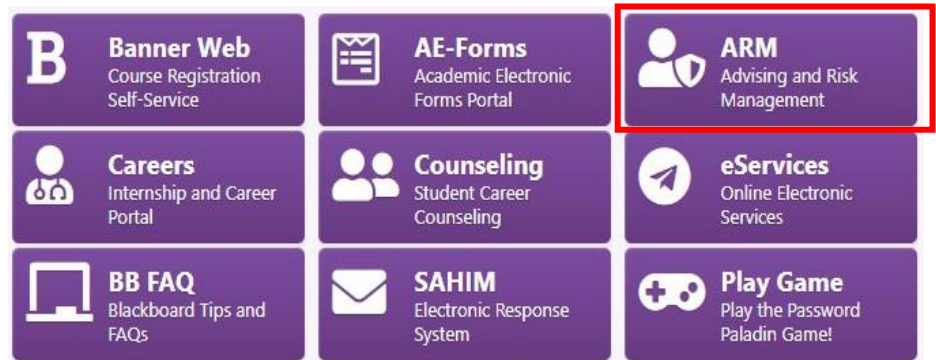 Banner Web
Course Registration
Self-Service
AE-Forms
Academic Electronic
Forms Portal
ARM
Advising and Risk
Management
Careers
Internship and Career
Portal
Counseling
Student Career
Counseling
eServices
Online Electronic
Services
BB FAQ
Blackboard Tips and
FAQs
SAHIM
Electronic Response
System
Play Game
Play the Password
Paladin Game!